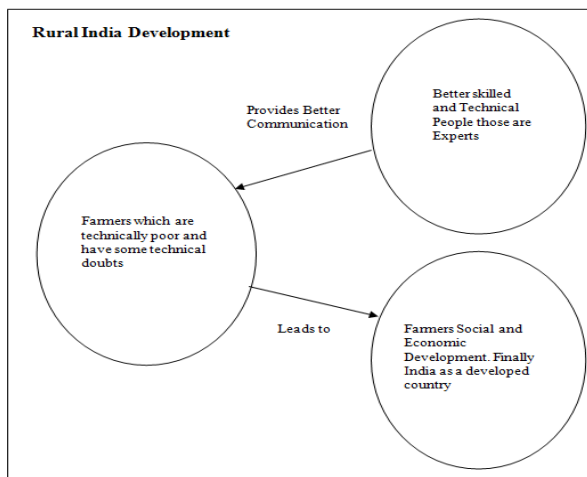 Rural India Development
Better skilled
and Technical
People those are
Experts
Provides Better
Communication
Farmers which are
technically poor and
have some technical
doubts
Leads to
Farmers Social and
Economic
Development. Finally
India as a developed
country